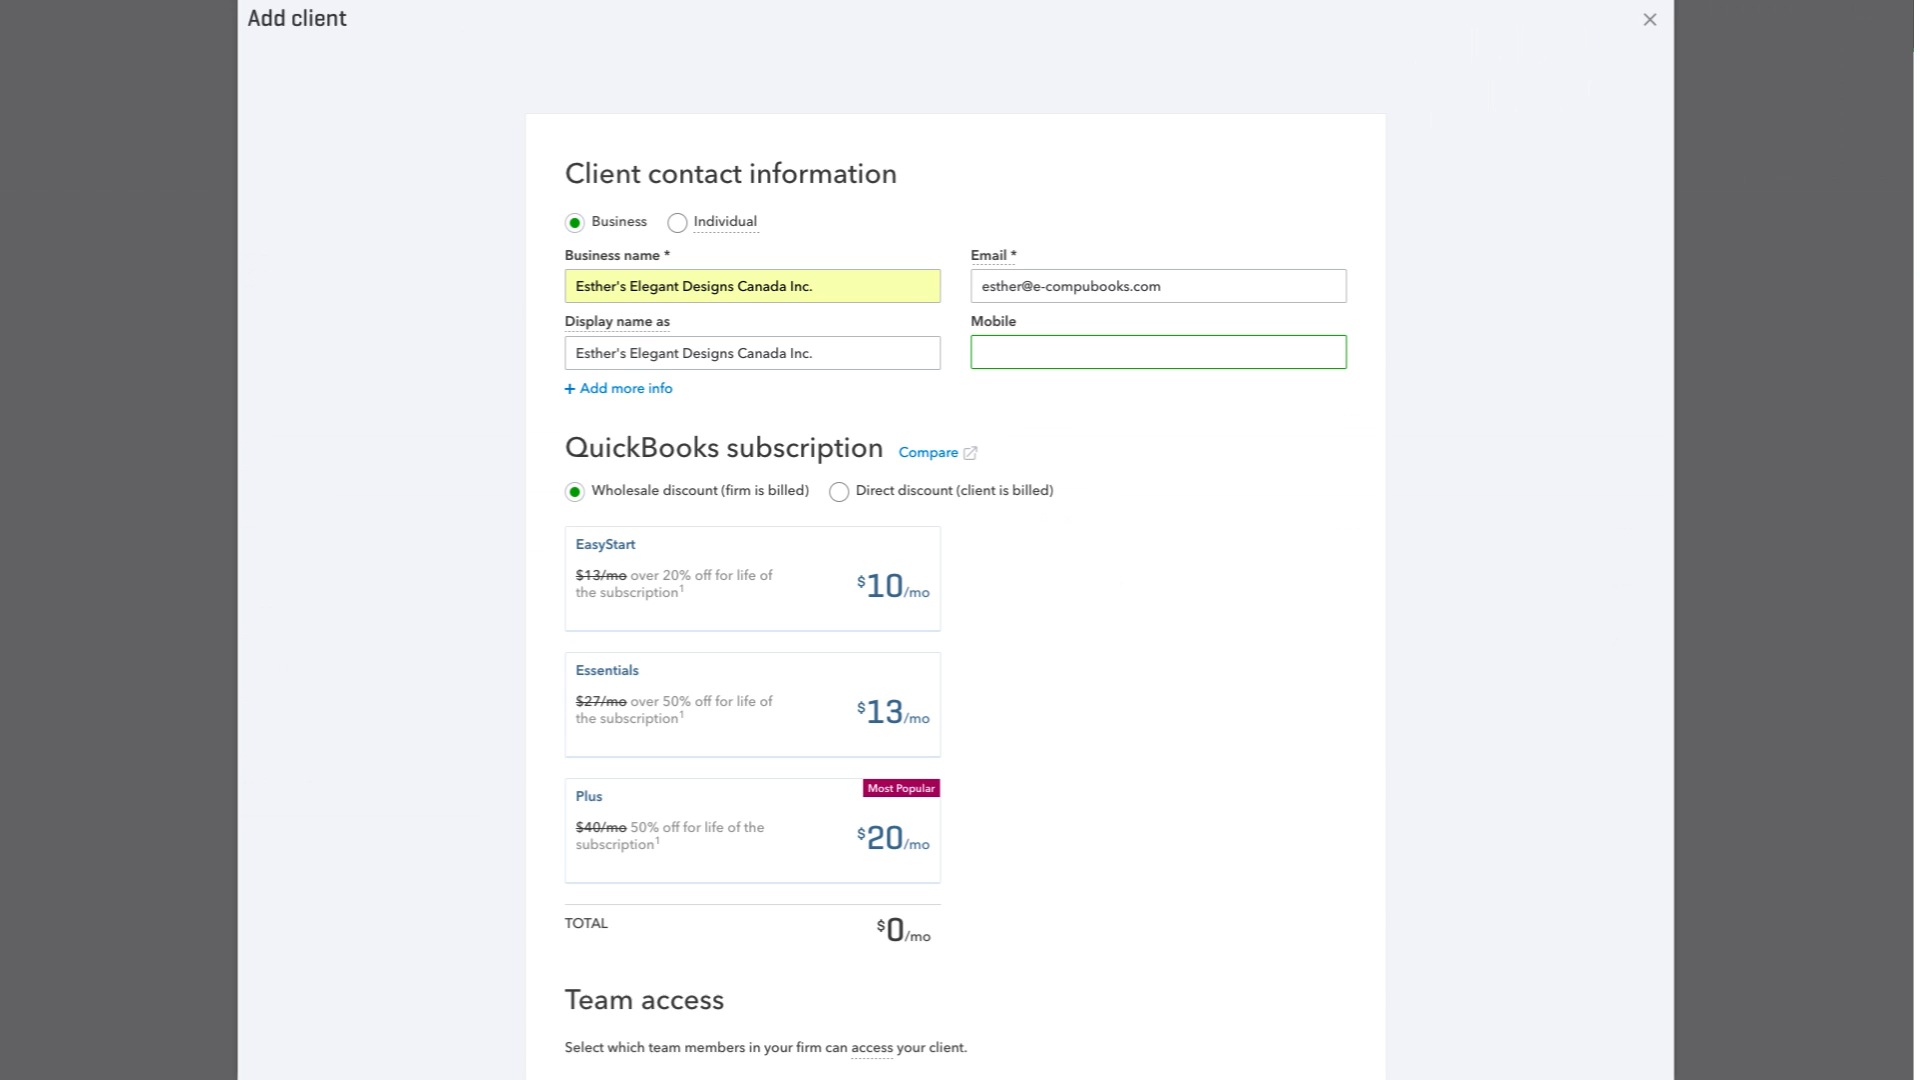 Add client
Client contact information
Business Individual
Business name * Email *
Esther's Elegant Designs Canada Inc. esther@e-compubooks.com
Display name as Mobile
Esther's Elegant Designs Canada Inc.
+ Add more info
QuickBooks subscription Compare
Wholesale discount (firm is billed) Direct discount (client is billed)
EasyStart
$13/mo over 20% off for life of
the subscription1
$10/mo
Essentials
$27/mo over 50% off for life of
the subscription1
$13/mo
Most Popular
Plus
$40/mo 50% off for life of the
subscription1
$20/mo
TOTAL $0/mo
Team access
Select which team members in your firm can access your client.